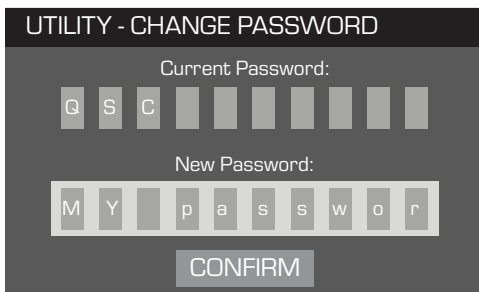 UTILITY - CHANGE PASSWORD
Current Password:
Q S C
New Password:
M Y   p a s s w o r
CONFIRM